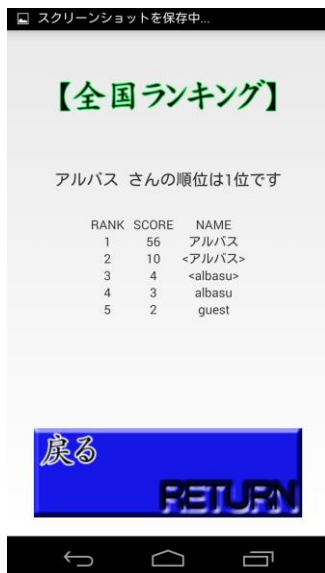 スクリーンショットを保存中...
【全国ランキング】
アルバス さんの順位は1位です
RANK SCORE NAME
1 56 アルバス
2 10 <アルバス>
3 4 <albasu>
4 3 albasu
5 2 guest
戻る
RETURN